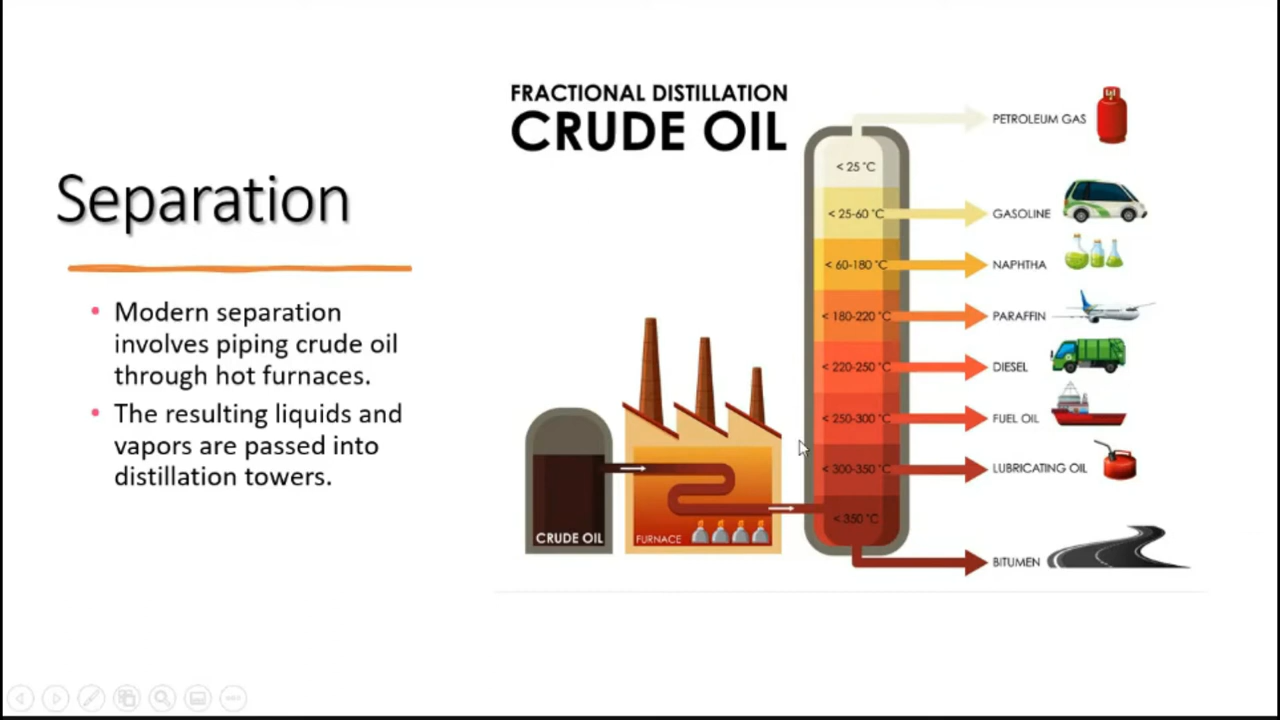 Separation
• Modern separation
involves piping crude oil
through hot furnaces.
• The resulting liquids and
vapors are passed into
distillation towers.
FRACTIONAL DISTILLATION
CRUDE OIL
PETROLEUM GAS
< 25 °C
< 25-60 °C
GASOLINE
< 60-180 °C
NAPHTHA
< 180-220 °C
PARAFFIN
< 220-250 °C
DIESEL
< 250-300 °C
FUEL OIL
< 300-350 °C
LUBRICATING OIL
< 350 °C
CRUDE OIL
FURNACE
BITUMEN